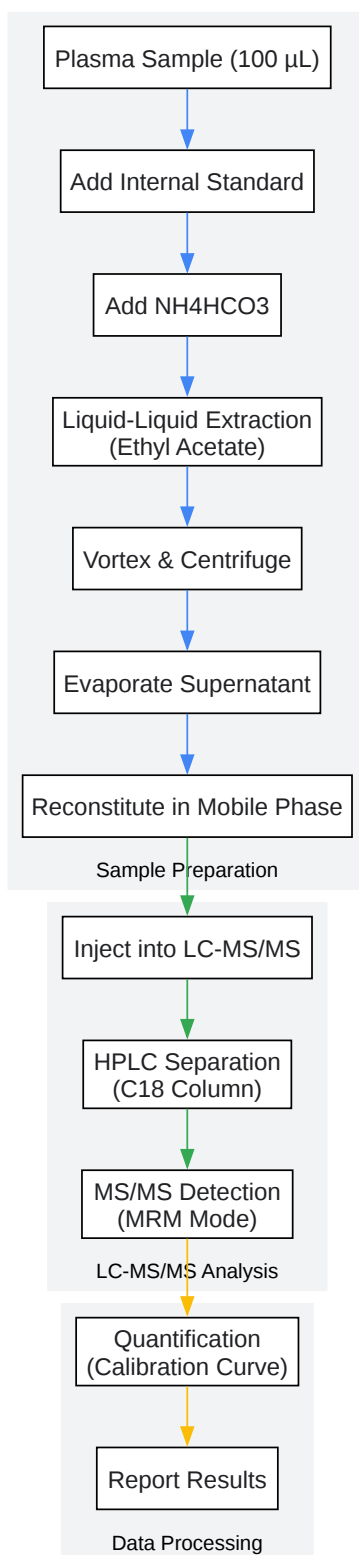 Plasma Sample (100 µL)
Add Internal Standard
Add NH4HCO3
Liquid-Liquid Extraction
(Ethyl Acetate)
Vortex & Centrifuge
Evaporate Supernatant
Reconstitute in Mobile Phase
Sample Preparation
Inject into LC-MS/MS
HPLC Separation
(C18 Column)
MS/MS Detection
(MRM Mode)
LC-MS/MS Analysis
Quantification
(Calibration Curve)
Report Results
Data Processing